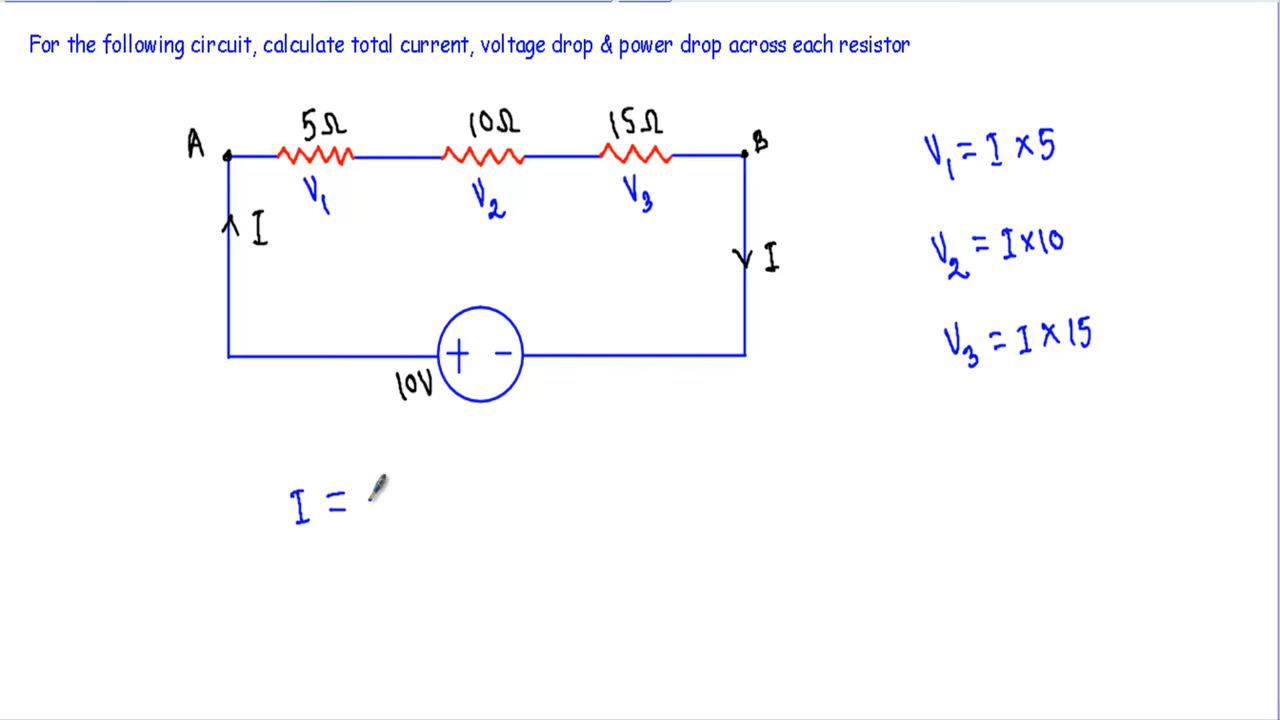 For the following circuit, calculate total current, voltage drop & power drop across each resistor
5Ω 10Ω 15Ω
A B
V₁ V₂ V₃
I I
+ −
10V
V₁ = I × 5
V₂ = I × 10
V₃ = I × 15
I =